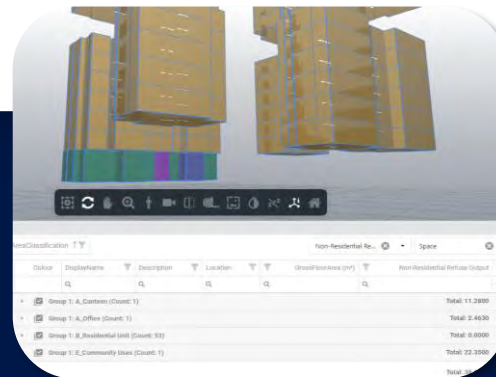 AreaClassification
Non-Residential Re...
Space
Colour DisplayName Description Location GrossFloorArea (m²) Non-Residential Refuse Output
Group 1: A_Canteen (Count: 1) Total: 11.2800
Group 1: A_Office (Count: 1) Total: 2.4630
Group 1: B_Residential Unit (Count: 53) Total: 0.0000
Group 1: E_Community Uses (Count: 1) Total: 22.3500